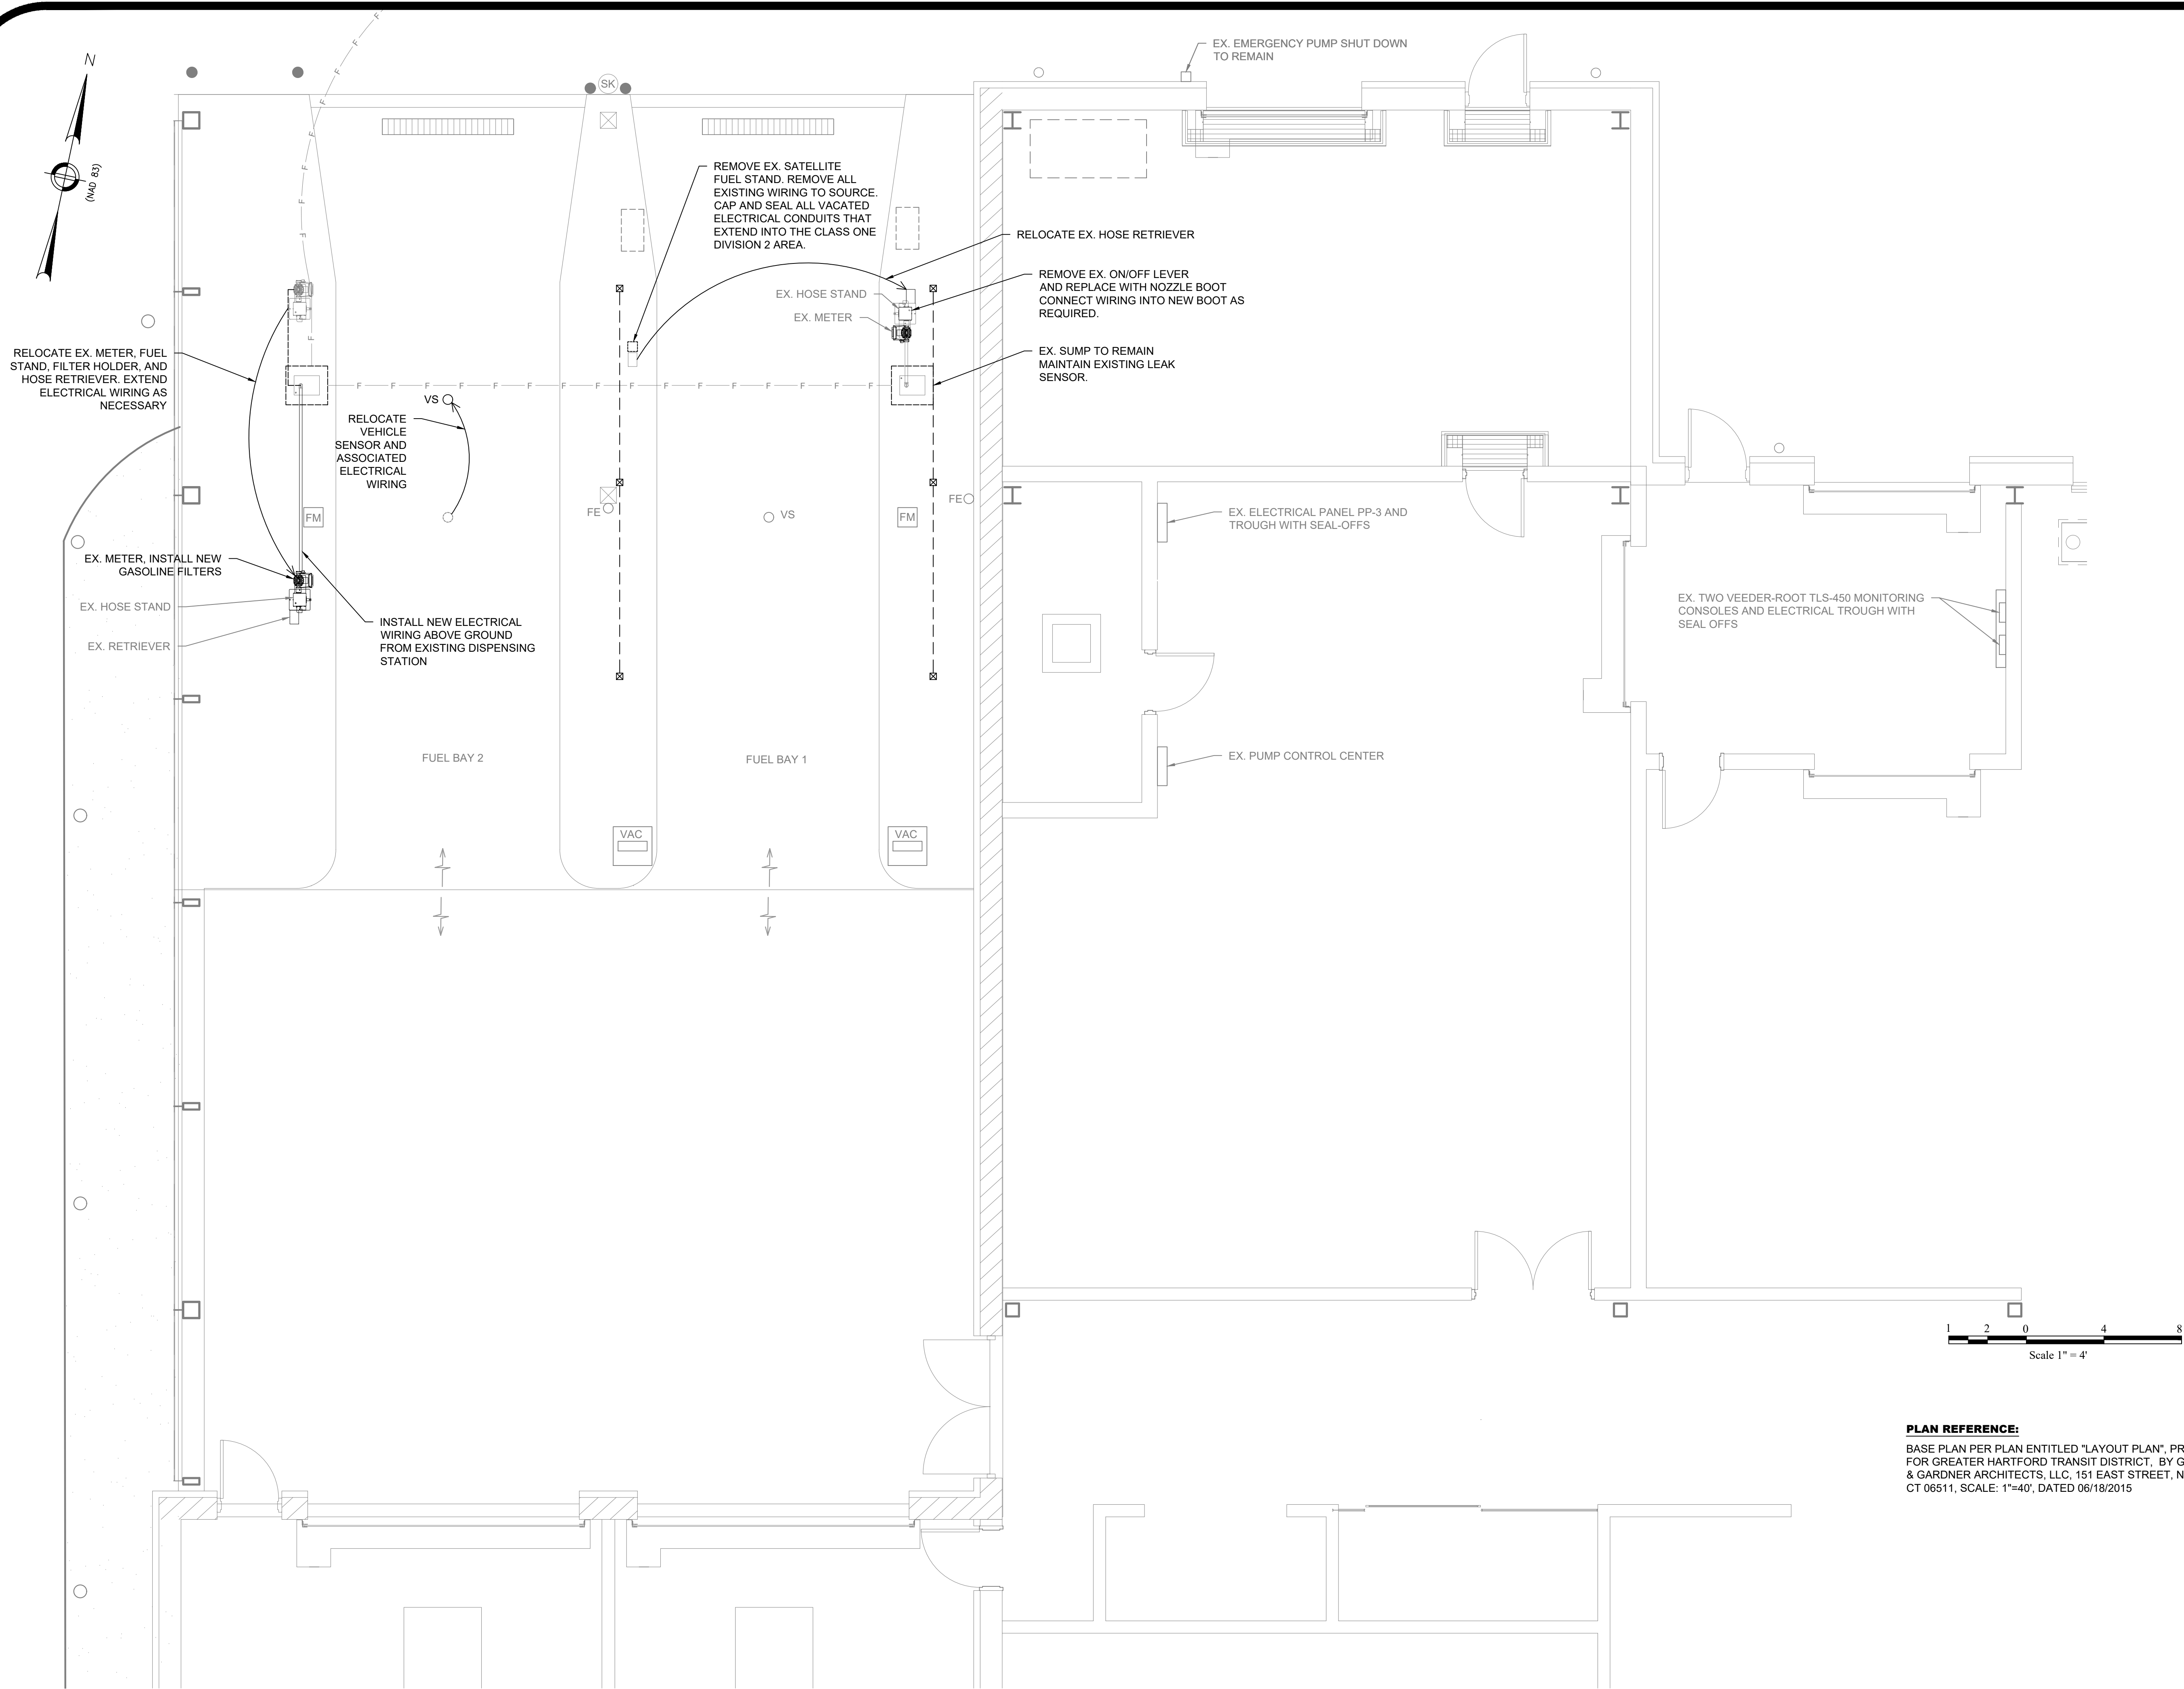 N
(NAD 83)
F
F
F
F
F
F
F
F
SK
EX. EMERGENCY PUMP SHUT DOWN
TO REMAIN
REMOVE EX. SATELLITE
FUEL STAND. REMOVE ALL
EXISTING WIRING TO SOURCE.
CAP AND SEAL ALL VACATED
ELECTRICAL CONDUITS THAT
EXTEND INTO THE CLASS ONE
DIVISION 2 AREA.
RELOCATE EX. HOSE RETRIEVER
REMOVE EX. ON/OFF LEVER
AND REPLACE WITH NOZZLE BOOT
CONNECT WIRING INTO NEW BOOT AS
REQUIRED.
EX. HOSE STAND
EX. METER
EX. SUMP TO REMAIN
MAINTAIN EXISTING LEAK
SENSOR.
RELOCATE EX. METER, FUEL
STAND, FILTER HOLDER, AND
HOSE RETRIEVER. EXTEND
ELECTRICAL WIRING AS
NECESSARY
F F F F F F F F F F F F F F F F
VS
RELOCATE
VEHICLE
SENSOR AND
ASSOCIATED
ELECTRICAL
WIRING
FM
FE
VS
FM
FE
EX. ELECTRICAL PANEL PP-3 AND
TROUGH WITH SEAL-OFFS
EX. METER, INSTALL NEW
GASOLINE FILTERS
EX. HOSE STAND
EX. RETRIEVER
INSTALL NEW ELECTRICAL
WIRING ABOVE GROUND
FROM EXISTING DISPENSING
STATION
EX. TWO VEEDER-ROOT TLS-450 MONITORING
CONSOLES AND ELECTRICAL TROUGH WITH
SEAL OFFS
FUEL BAY 2
FUEL BAY 1
EX. PUMP CONTROL CENTER
VAC
VAC
1 2 0 4 8
Scale 1" = 4'
PLAN REFERENCE:
BASE PLAN PER PLAN ENTITLED "LAYOUT PLAN", PR
FOR GREATER HARTFORD TRANSIT DISTRICT, BY G
& GARDNER ARCHITECTS, LLC, 151 EAST STREET, N
CT 06511, SCALE: 1"=40', DATED 06/18/2015